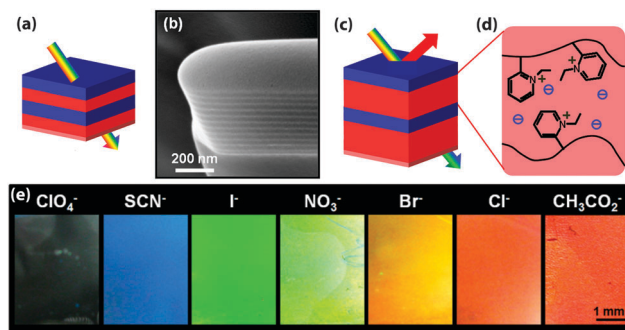 (a)
(b)
200 nm
(c)
(d)
+
+
+
N
N
N
⊖
⊖
⊖
⊖
(e)
ClO₄⁻ SCN⁻ I⁻ NO₃⁻ Br⁻ Cl⁻ CH₃CO₂⁻
1 mm